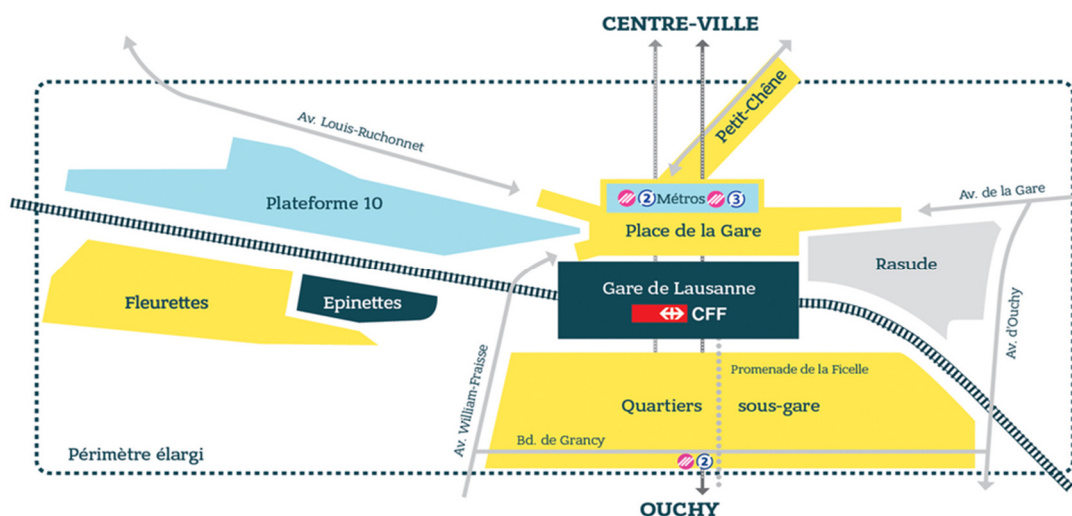 CENTRE-VILLE
Av. Louis-Ruchonnet
Petit-Chêne
Plateforme 10
2 Métros 3
Av. de la Gare
Place de la Gare
Rasude
Fleurettes
Epinettes
Gare de Lausanne
CFF
Av. d'Ouchy
Av. William-Fraisse
Promenade de la Ficelle
Quartiers sous-gare
Bd. de Grancy
Périmètre élargi
2
OUCHY